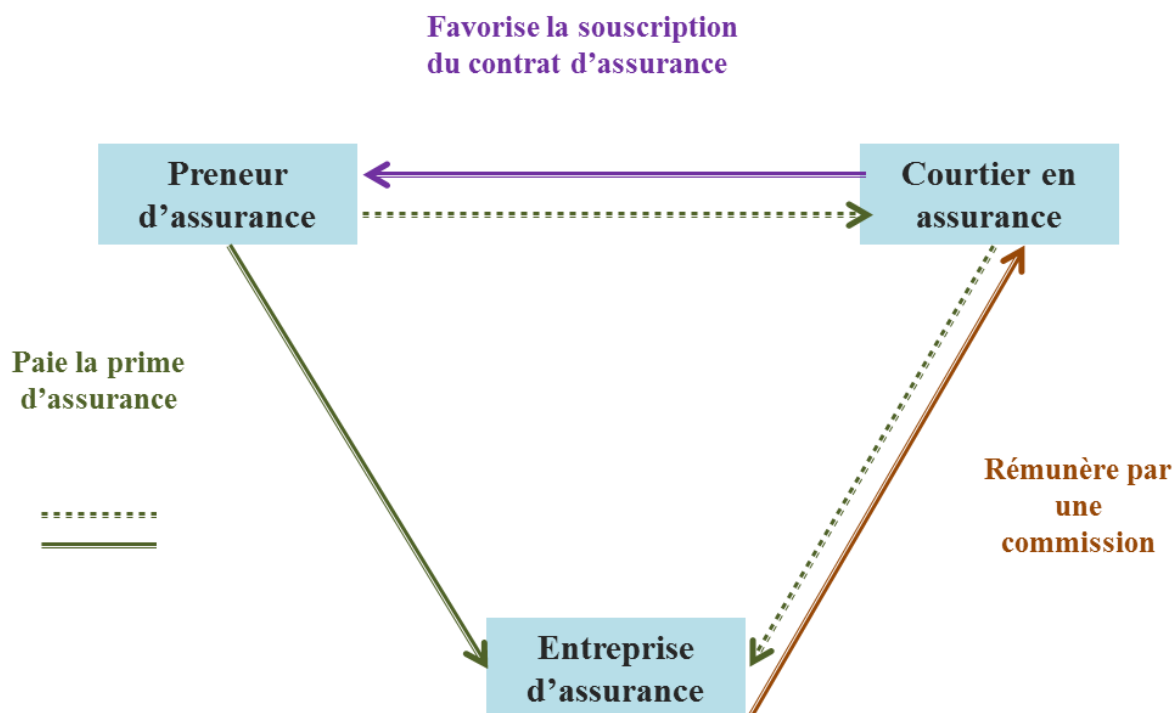 Favorise la souscription
du contrat d’assurance
Preneur
d’assurance
Courtier en
assurance
Paie la prime
d’assurance
Rémunère par
une
commission
Entreprise
d’assurance